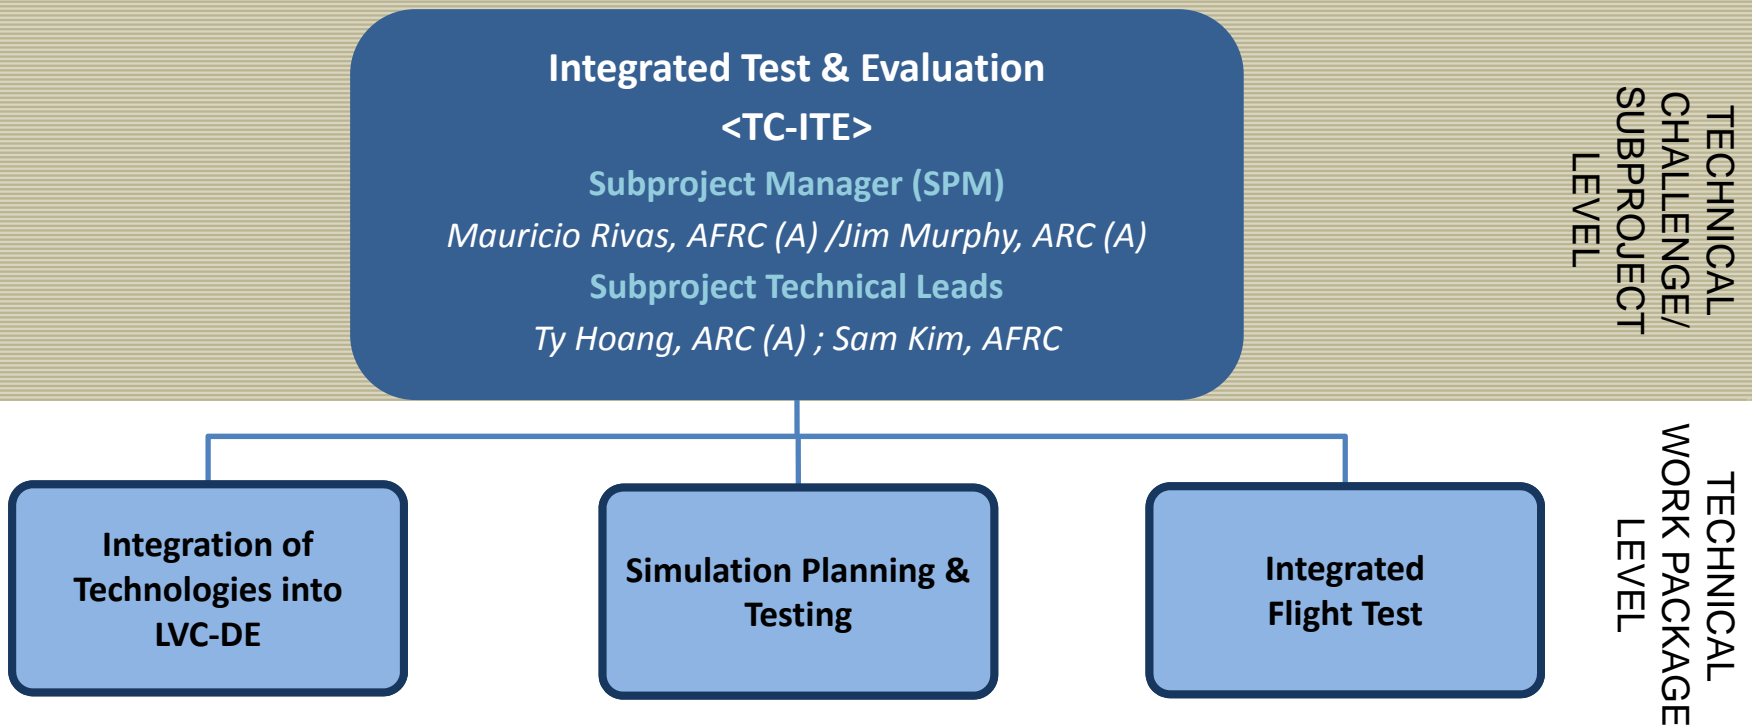 Integrated Test & Evaluation
<TC-ITE>
Subproject Manager (SPM)
Mauricio Rivas, AFRC (A) /Jim Murphy, ARC (A)
Subproject Technical Leads
Ty Hoang, ARC (A) ; Sam Kim, AFRC
TECHNICAL
CHALLENGE/
SUBPROJECT
LEVEL
Integration of
Technologies into
LVC-DE
Simulation Planning &
Testing
Integrated
Flight Test
TECHNICAL
WORK PACKAGE
LEVEL